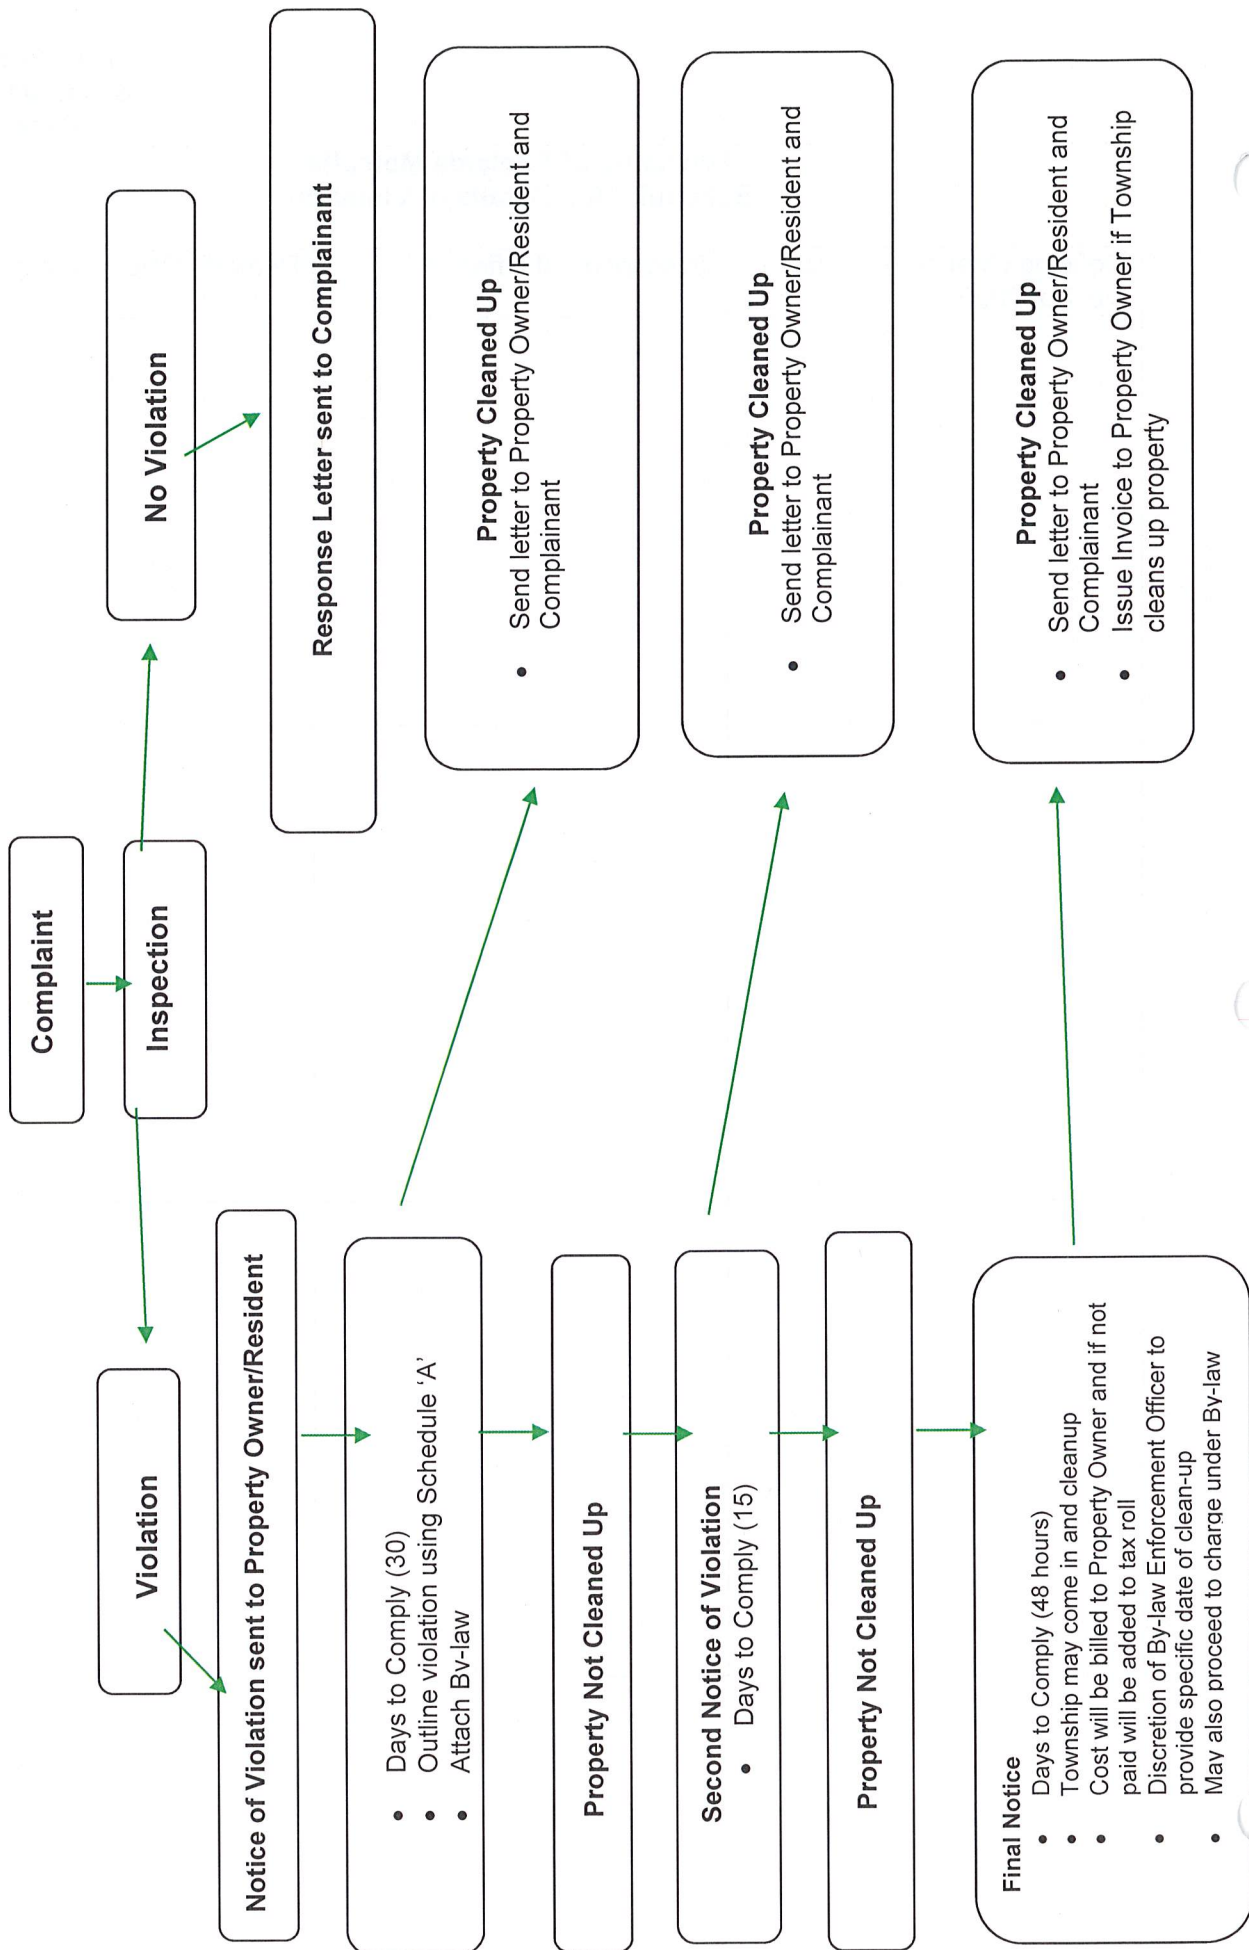 Complaint
Inspection
Violation
No Violation
Notice of Violation sent to Property Owner/Resident
Response Letter sent to Complainant
• Days to Comply (30)
• Outline violation using Schedule ‘A’
• Attach By-law
Property Cleaned Up
• Send letter to Property Owner/Resident and
Complainant
Property Not Cleaned Up
Second Notice of Violation
• Days to Comply (15)
Property Cleaned Up
• Send letter to Property Owner/Resident and
Complainant
Property Not Cleaned Up
Final Notice
• Days to Comply (48 hours)
• Township may come in and cleanup
• Cost will be billed to Property Owner and if not
paid will be added to tax roll
• Discretion of By-law Enforcement Officer to
provide specific date of clean-up
• May also proceed to charge under By-law
Property Cleaned Up
• Send letter to Property Owner/Resident and
Complainant
• Issue Invoice to Property Owner if Township
cleans up property